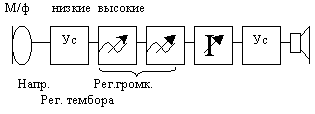 М/ф низкие высокие
Ус Ус
Напр. Рег.громк.
Рег. тембора